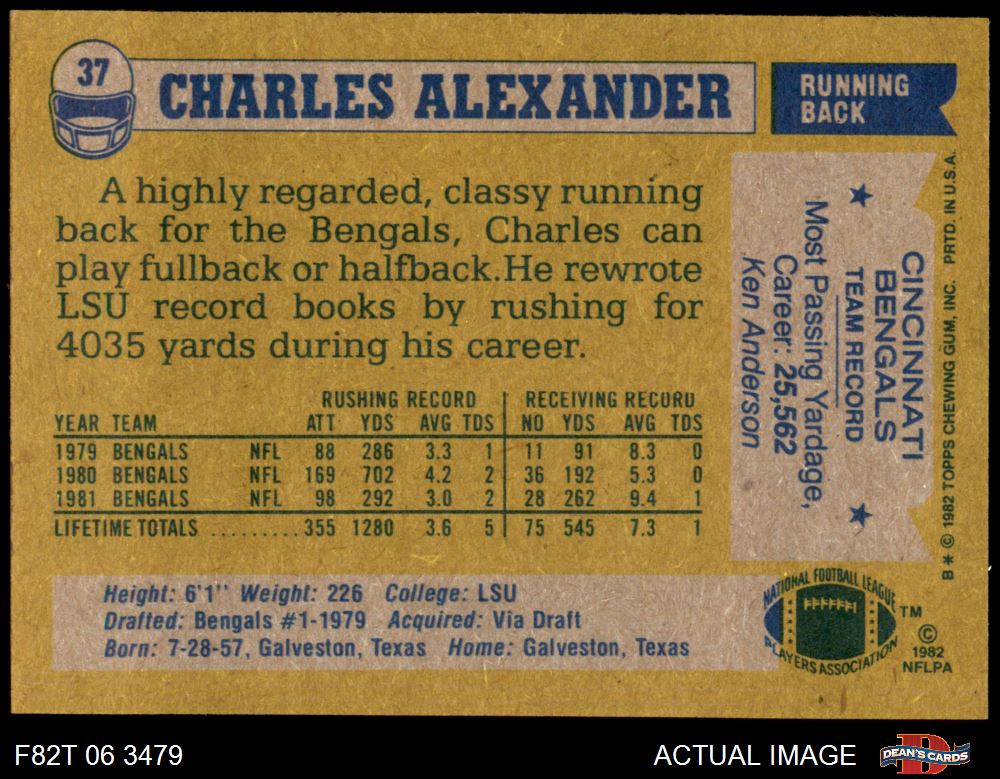 37
CHARLES ALEXANDER
RUNNING
BACK
A highly regarded, classy running
back for the Bengals, Charles can
play fullback or halfback.He rewrote
LSU record books by rushing for
4035 yards during his career.
RUSHING RECORD RECEIVING RECORD
YEAR TEAM ATT YDS AVG TDS NO YDS AVG TDS
1979 BENGALS NFL 88 286 3.3 1 11 91 8.3 0
1980 BENGALS NFL 169 702 4.2 2 36 192 5.3 0
1981 BENGALS NFL 98 292 3.0 2 28 262 9.4 1
LIFETIME TOTALS ......... 355 1280 3.6 5 75 545 7.3 1
Height: 6'1" Weight: 226 College: LSU
Drafted: Bengals #1-1979 Acquired: Via Draft
Born: 7-28-57, Galveston, Texas Home: Galveston, Texas
CINCINNATI
BENGALS
TEAM RECORD
Most Passing Yardage,
Career: 25,562
Ken Anderson
B* © 1982 TOPPS CHEWING GUM, INC. PRTD. IN U.S.A.
NATIONAL FOOTBALL LEAGUE
PLAYERS ASSOCIATION
TM
©
1982
NFLPA
F82T 06 3479
ACTUAL IMAGE
DEAN'S CARDS